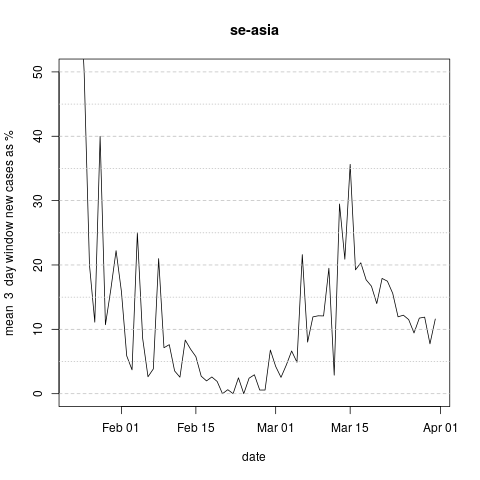 se-asia
mean 3 day window new cases as %
50
40
30
20
10
0
Feb 01
Feb 15
Mar 01
Mar 15
Apr 01
date